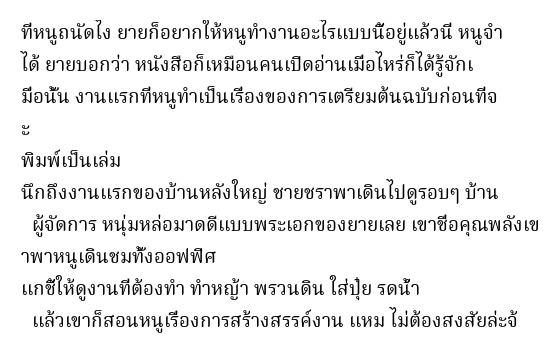 ที่หนูถนัดไง ยายก็อยากให้หนูทำงานอะไรแบบนี้อยู่แล้วนี่ หนูจำ
ได้ ยายบอกว่า หนังสือก็เหมือนคนเปิดอ่านเมื่อไหร่ก็ได้รู้จักเ
มื่อนั้น งานแรกที่หนูทำเป็นเรื่องของการเตรียมต้นฉบับก่อนที่จ
ะ
พิมพ์เป็นเล่ม
นึกถึงงานแรกของบ้านหลังใหญ่ ชายชราพาเดินไปดูรอบๆ บ้าน
ผู้จัดการ หนุ่มหล่อมาดดีแบบพระเอกของยายเลย เขาชื่อคุณพลังเข
าพาหนูเดินชมทั้งออฟฟิศ
แกชี้ให้ดูงานที่ต้องทำ ทำหญ้า พรวนดิน ใส่ปุ๋ย รดน้ำ
แล้วเขาก็สอนหนูเรื่องการสร้างสรรค์งาน แหม ไม่ต้องสงสัยล่ะจ้